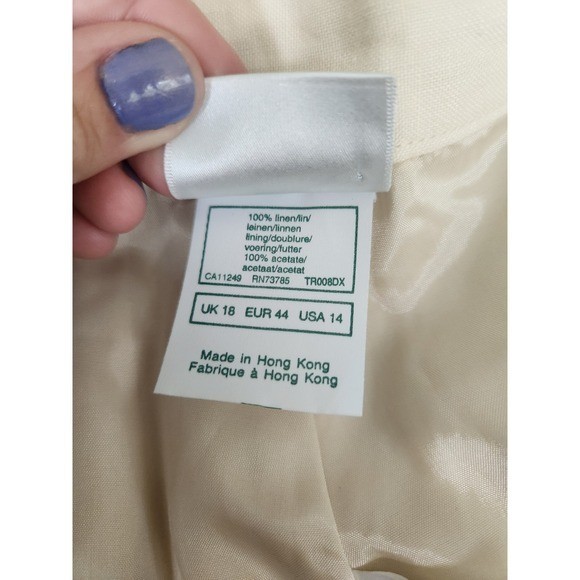 100% linen/lin/
leinen/linnen
lining/doublure/
voering/futter
100% acetate/
acetaat/acetat
CA11249 RN73785 TR008DX
UK 18 EUR 44 USA 14
Made in Hong Kong
Fabrique à Hong Kong